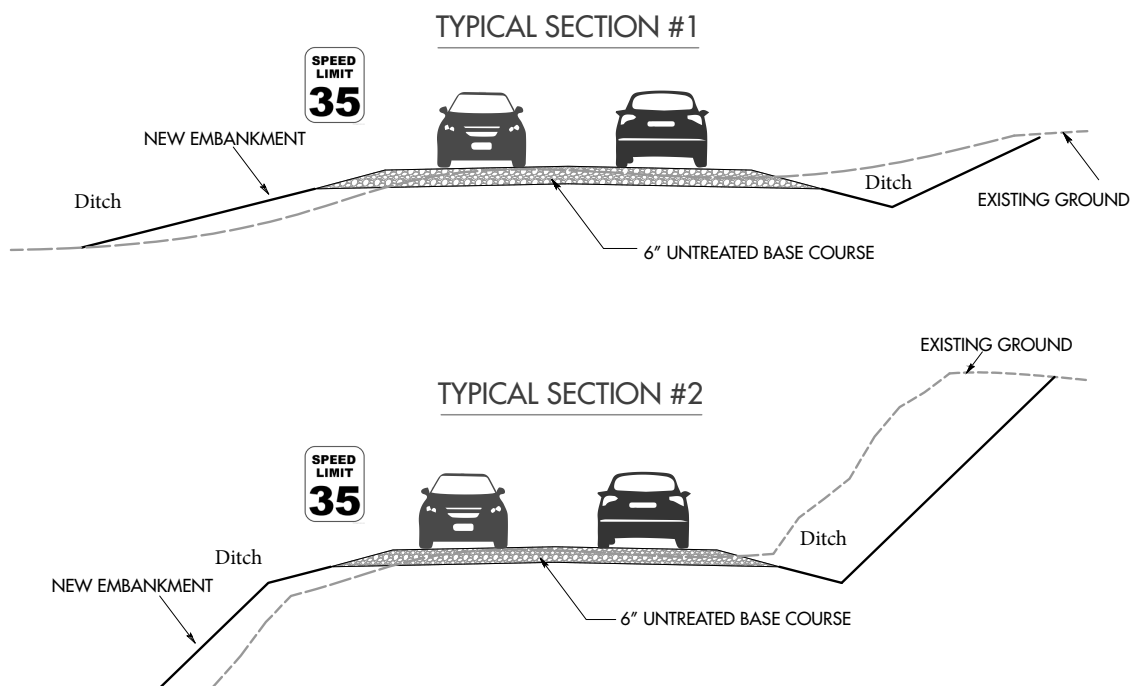 TYPICAL SECTION #1
SPEED
LIMIT
35
NEW EMBANKMENT
Ditch
Ditch
EXISTING GROUND
6” UNTREATED BASE COURSE
EXISTING GROUND
TYPICAL SECTION #2
SPEED
LIMIT
35
Ditch
Ditch
NEW EMBANKMENT
6” UNTREATED BASE COURSE